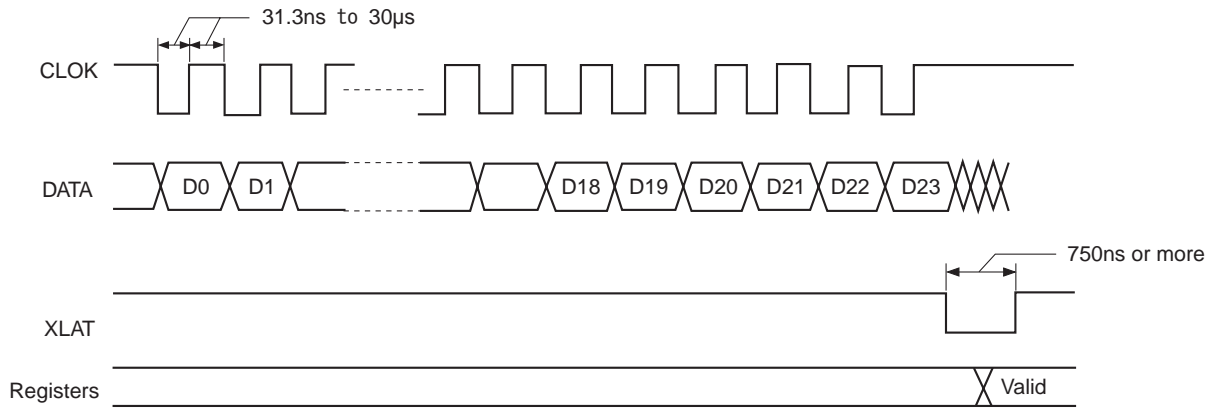 31.3ns to 30µs
CLOK
DATA
D0 D1 D18 D19 D20 D21 D22 D23
750ns or more
XLAT
Registers
Valid